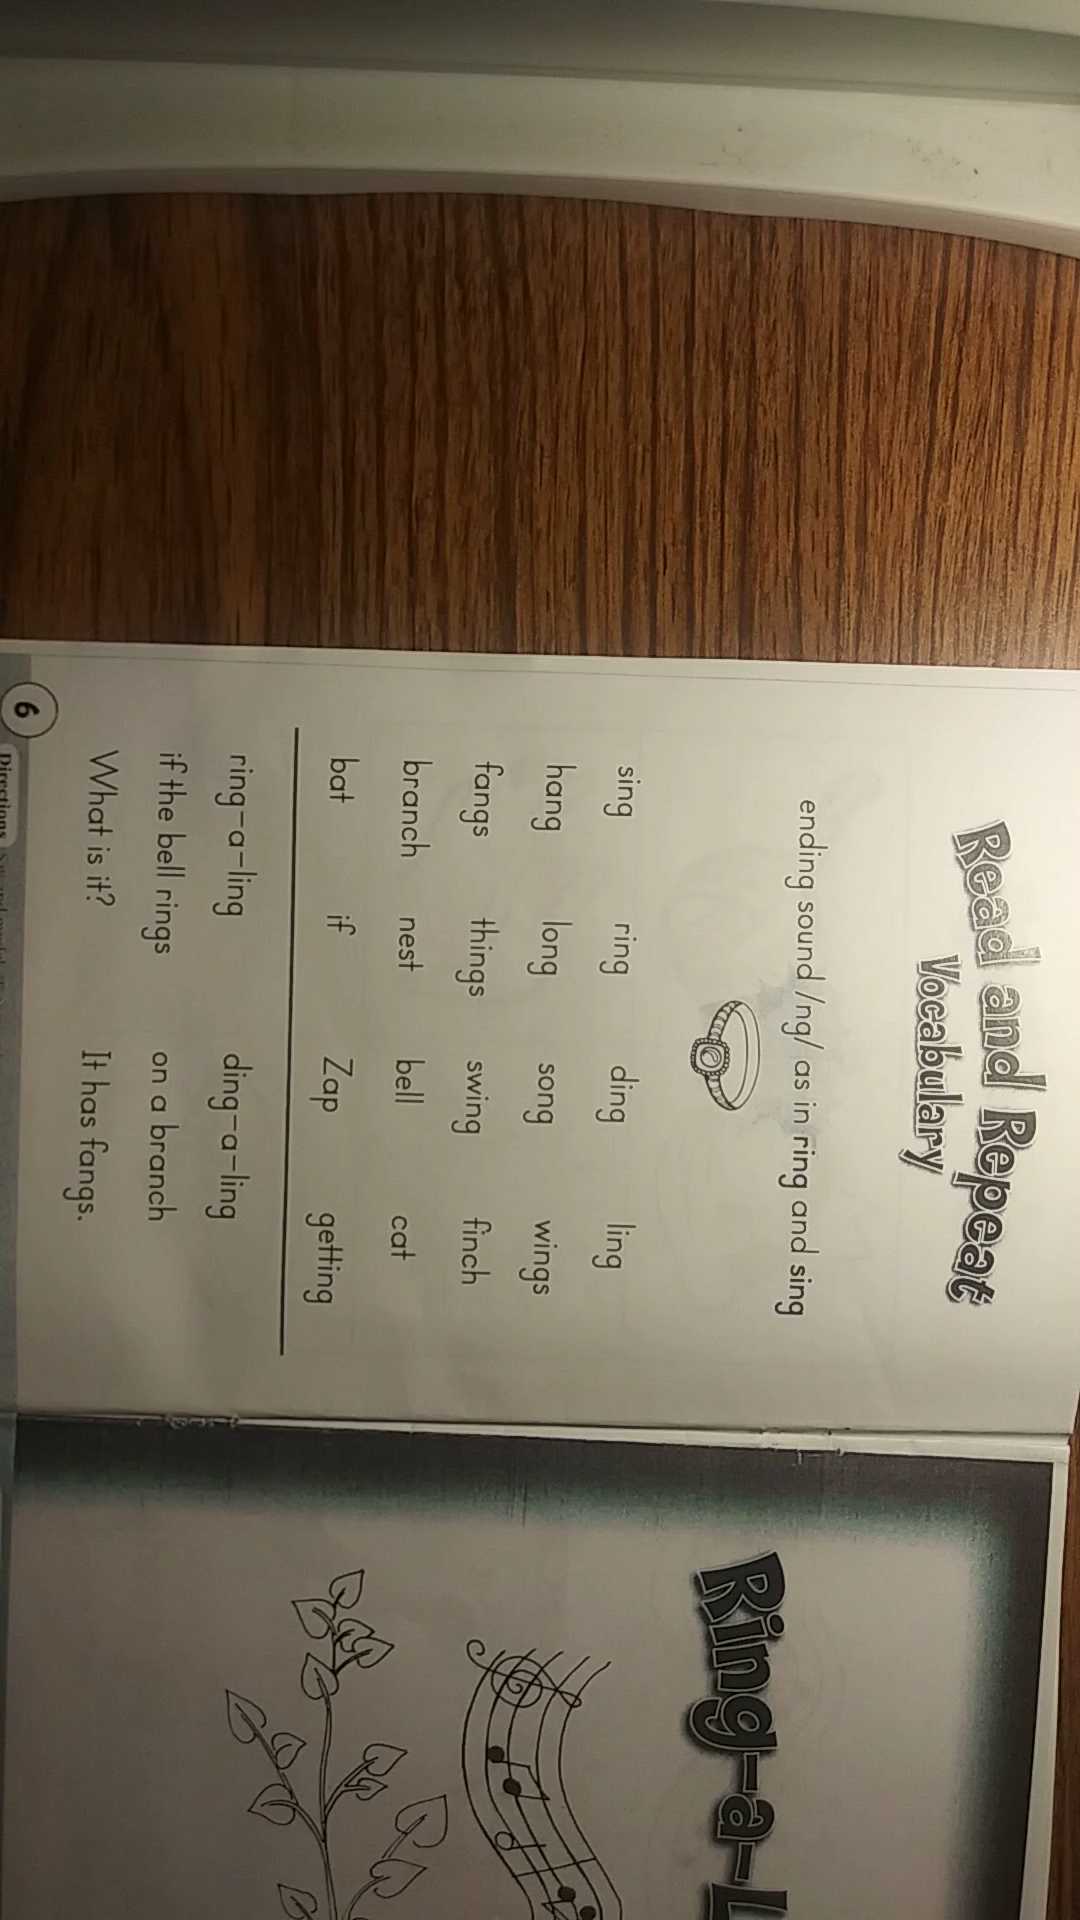 Read and Repeat
Vocabulary
ending sound /ng/ as in ring and sing
sing ring ding ling
hang long song wings
fangs things swing finch
branch nest bell cat
bat if Zap getting
ring-a-ling ding-a-ling
if the bell rings on a branch
What is it? It has fangs.
6
Directions
Ring-a-L